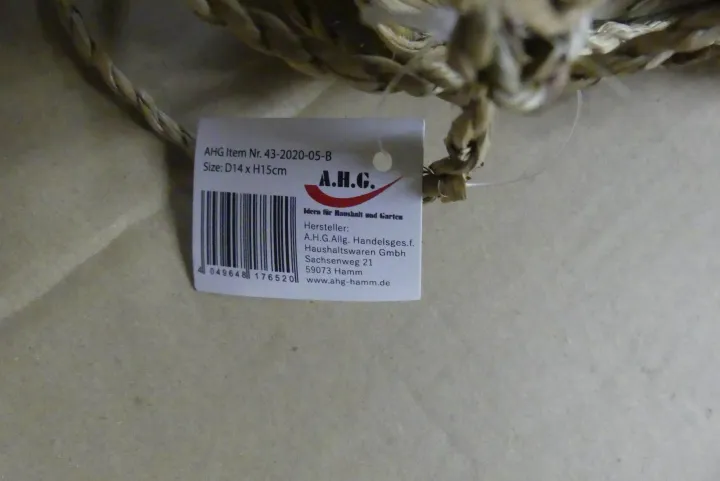 AHG Item Nr. 43-2020-05-B
Size: D14 x H15cm
A.H.G.
Ideen für Haushalt und Garten
Hersteller:
A.H.G.Allg. Handelsges.f.
Haushaltswaren GmbH
Sachsenweg 21
59073 Hamm
www.ahg-hamm.de
4 049648 176520